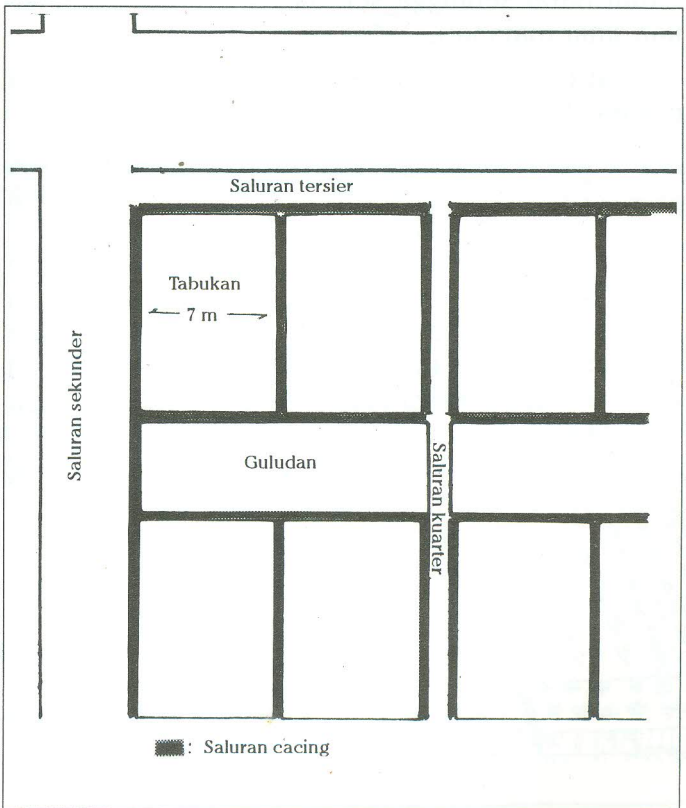 Saluran tersier
Tabukan
7 m
Saluran sekunder
Guludan
Saluran kuarter
: Saluran cacing